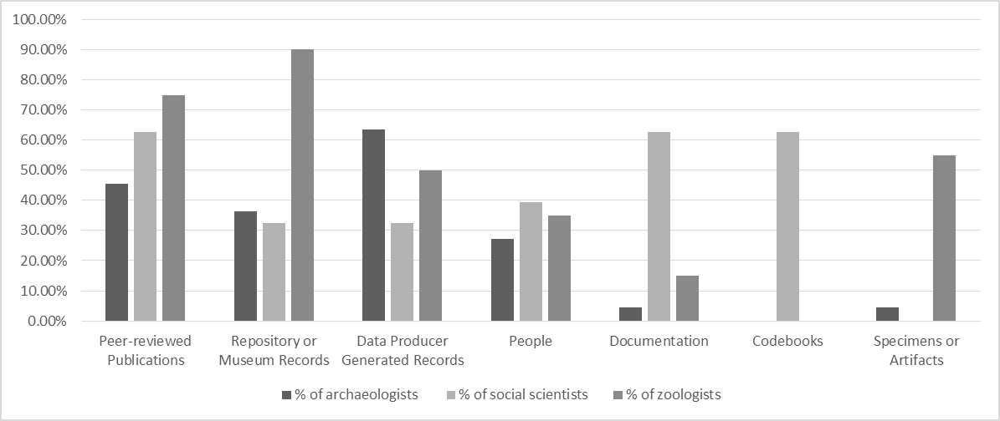 100.00%
90.00%
80.00%
70.00%
60.00%
50.00%
40.00%
30.00%
20.00%
10.00%
0.00%
Peer-reviewed
Publications
Repository or
Museum Records
Data Producer
Generated Records
People
Documentation
Codebooks
Specimens or
Artifacts
% of archaeologists
% of social scientists
% of zoologists